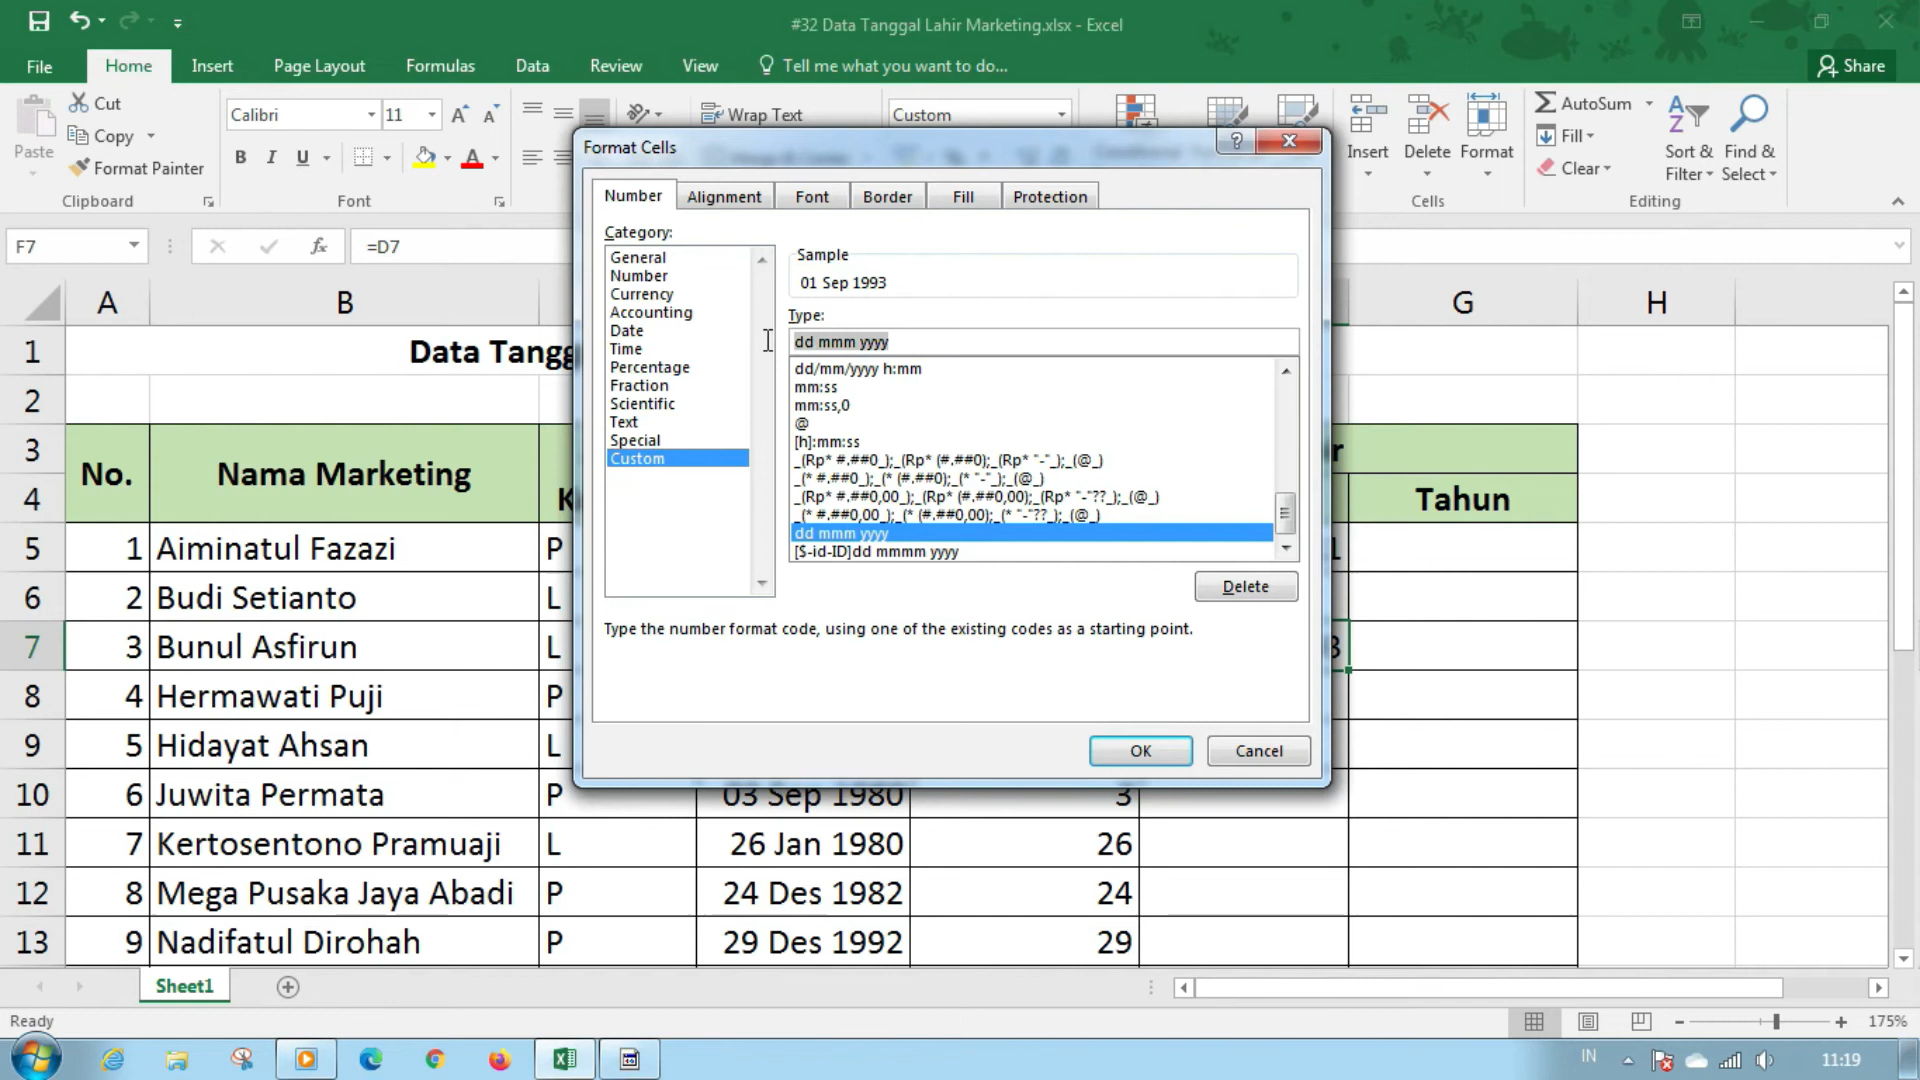 #32 Data Tanggal Lahir Marketing.xlsx - Excel
File Home Insert Page Layout Formulas Data Review View Tell me what you want to do... Share
Cut
Copy
Format Painter
Paste
Clipboard
Calibri 11
B I U
Font
Wrap Text
Custom
Insert Delete Format
Cells
AutoSum
Fill
Clear
Sort & Filter
Find & Select
Editing
F7 fx =D7
Format Cells
Number Alignment Font Border Fill Protection
Category:
General
Number
Currency
Accounting
Date
Time
Percentage
Fraction
Scientific
Text
Special
Custom
Sample
01 Sep 1993
Type:
dd mmm yyyy
dd/mm/yyyy h:mm
mm:ss
mm:ss,0
@
[h]:mm:ss
_(Rp* #.##0_);_(Rp* (#.##0);_(Rp* "-"_);_(@_)
_(* #.##0_);_(* (#.##0);_(* "-"_);_(@_)
_(Rp* #.##0,00_);_(Rp* (#.##0,00);_(Rp* "-"??_);_(@_)
_(* #.##0,00_);_(* (#.##0,00);_(* "-"??_);_(@_)
dd mmm yyyy
[$-id-ID]dd mmmm yyyy
Delete
Type the number format code, using one of the existing codes as a starting point.
OK Cancel
A B G H
1 Data Tangg
2
3 No. Nama Marketing r
4 K Tahun
5 1 Aiminatul Fazazi P 1
6 2 Budi Setianto L
7 3 Bunul Asfirun L 3
8 4 Hermawati Puji P
9 5 Hidayat Ahsan L
10 6 Juwita Permata P 03 Sep 1980 3
11 7 Kertosentono Pramuaji L 26 Jan 1980 26
12 8 Mega Pusaka Jaya Abadi P 24 Des 1982 24
13 9 Nadifatul Dirohah P 29 Des 1992 29
Sheet1
Ready 175%
IN 11:19